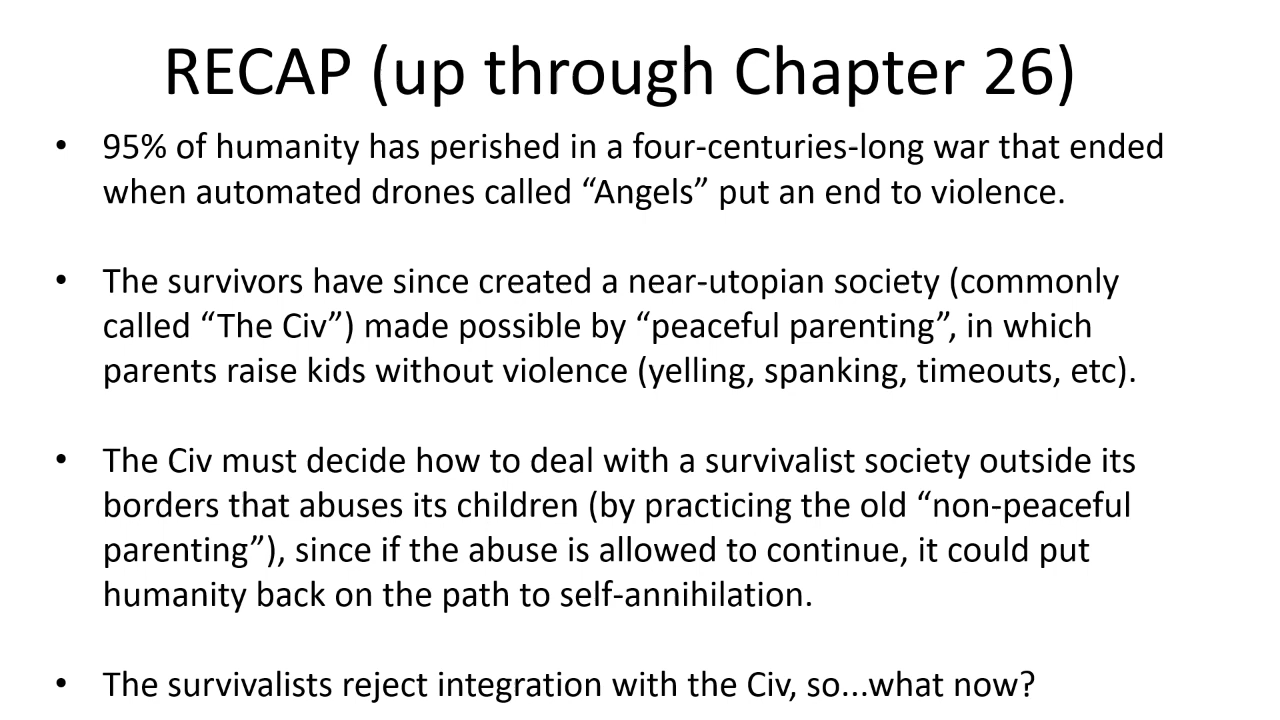 RECAP (up through Chapter 26)
• 95% of humanity has perished in a four-centuries-long war that ended
when automated drones called “Angels” put an end to violence.
• The survivors have since created a near-utopian society (commonly
called “The Civ”) made possible by “peaceful parenting”, in which
parents raise kids without violence (yelling, spanking, timeouts, etc).
• The Civ must decide how to deal with a survivalist society outside its
borders that abuses its children (by practicing the old “non-peaceful
parenting”), since if the abuse is allowed to continue, it could put
humanity back on the path to self-annihilation.
• The survivalists reject integration with the Civ, so...what now?